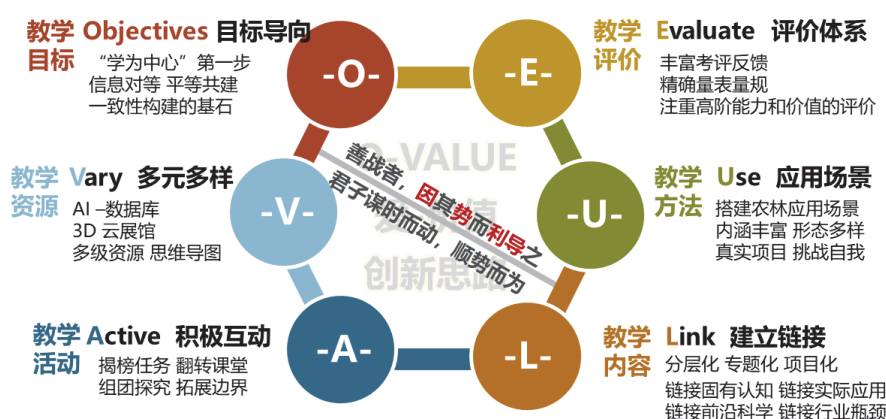 教学 Objectives 目标导向
目标
“学为中心”第一步
信息对等 平等共建
一致性构建的基石
-O-
-E-
教学 Evaluate 评价体系
评价
丰富考评反馈
精确量表量规
注重高阶能力和价值的评价
教学 Vary 多元多样
资源
AI –数据库
3D 云展馆
多级资源 思维导图
-V-
O-VALUE
善战者，因其势而利导之
君子谋时而动，顺势而为
创新思路
-U-
教学 Use 应用场景
方法
搭建农林应用场景
内涵丰富 形态多样
真实项目 挑战自我
教学 Active 积极互动
活动
揭榜任务 翻转课堂
组团探究 拓展边界
-A-
-L-
教学 Link 建立链接
内容
分层化 专题化 项目化
链接固有认知 链接实际应用
链接前沿科学 链接行业瓶颈